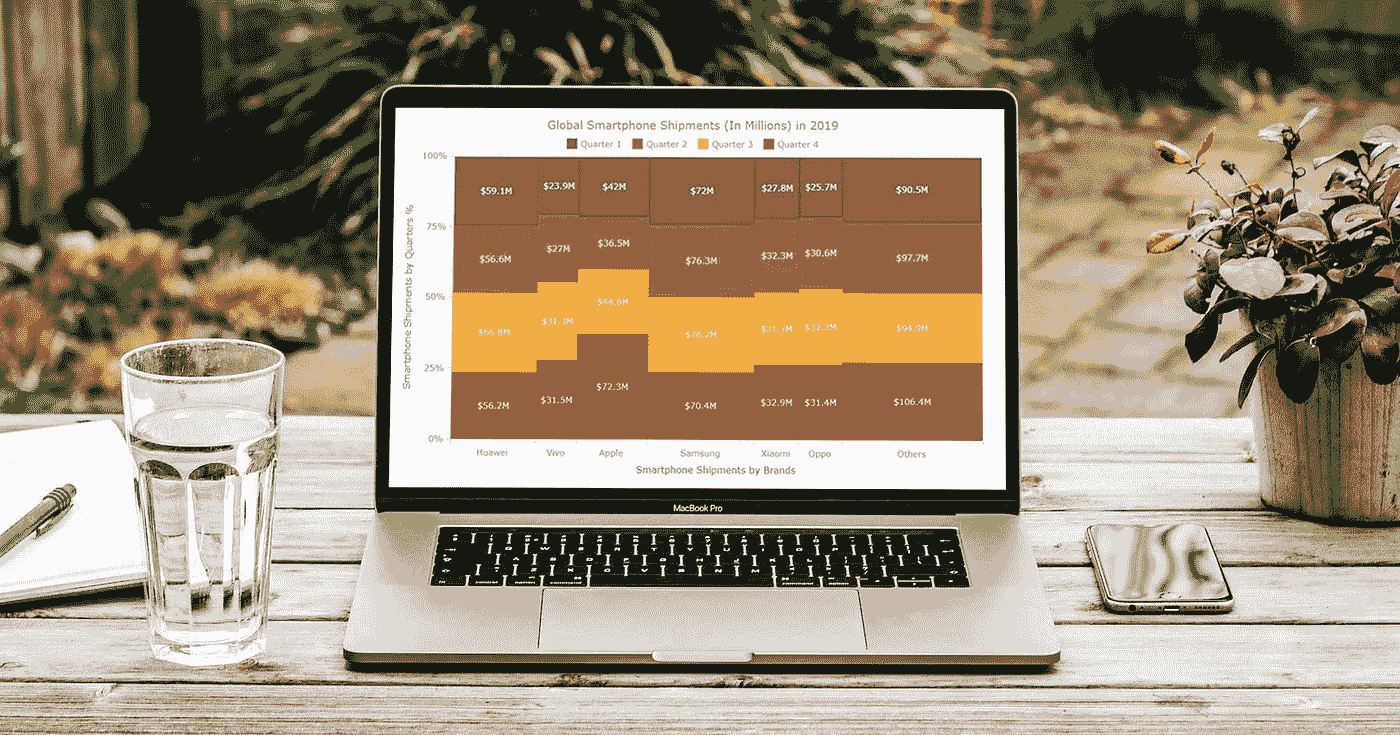 Global Smartphone Shipments (In Millions) in 2019
Quarter 1 Quarter 2 Quarter 3 Quarter 4
100%
$59.1M $23.9M $42M $72M $27.8M $25.7M $90.5M
75%
$56.6M $27M $36.5M $76.3M $32.3M $30.6M $97.7M
50%
$66.8M $31.3M $44.8M $78.2M $31.7M $32.3M $94.9M
25%
$56.2M $31.5M $72.3M $70.4M $32.9M $31.4M $106.4M
0%
Smartphone Shipments by Quarters %
Huawei Vivo Apple Samsung Xiaomi Oppo Others
Smartphone Shipments by Brands
MacBook Pro